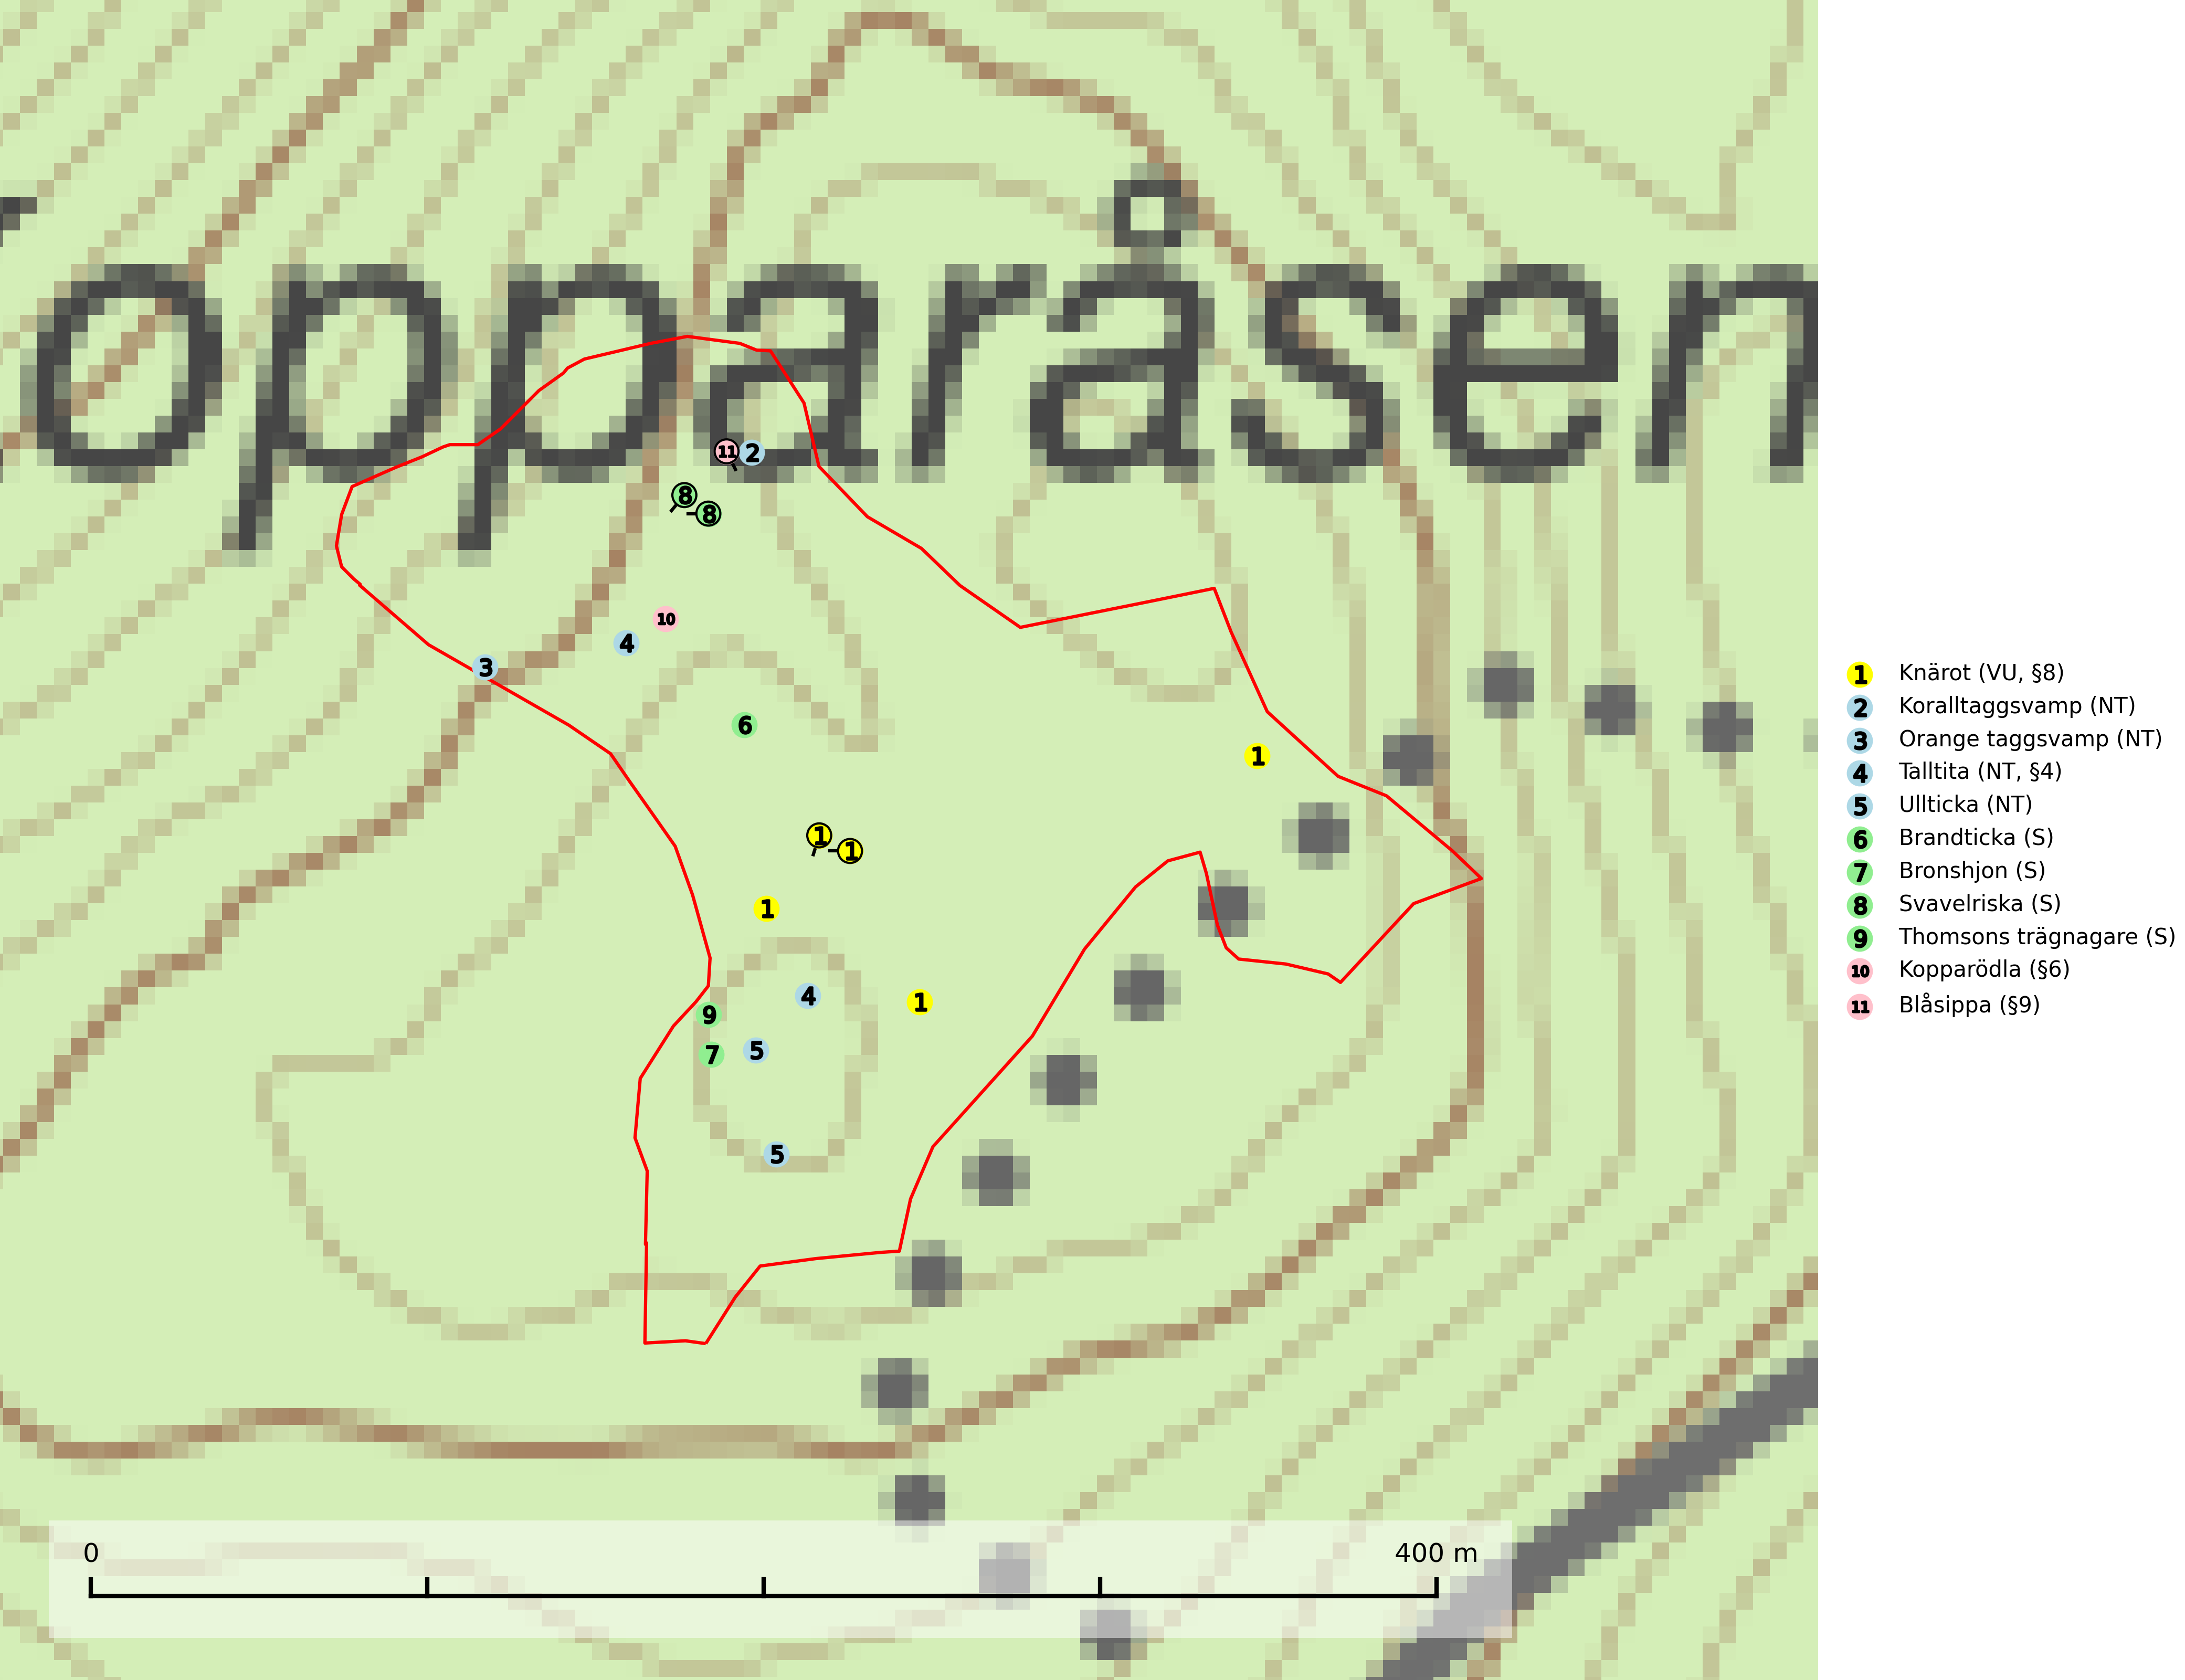 opparåsen
11 2
8
8
10
4
3
6
1
1
1
1
4
1
9
5
7
5
0 400 m
1 Knärot (VU, §8)
2 Koralltaggsvamp (NT)
3 Orange taggsvamp (NT)
4 Talltita (NT, §4)
5 Ullticka (NT)
6 Brandticka (S)
7 Bronshjon (S)
8 Svavelriska (S)
9 Thomsons trägnagare (S)
10 Kopparödla (§6)
11 Blåsippa (§9)